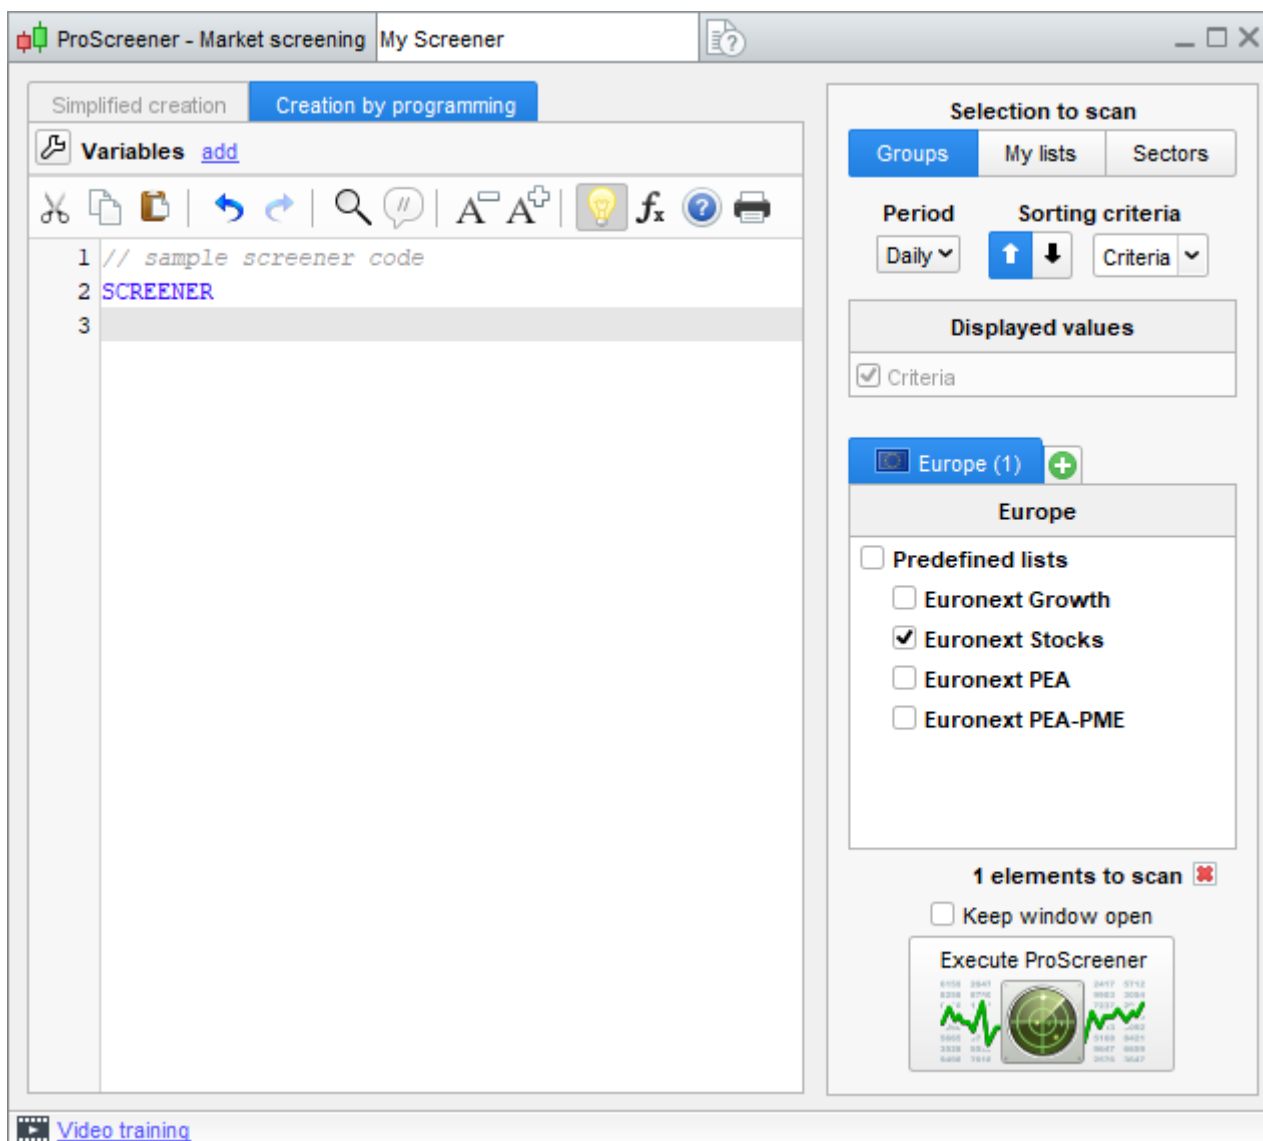 ProScreener - Market screening My Screener
Simplified creation Creation by programming
Variables add
1 // sample screener code
2 SCREENER
3
Selection to scan
Groups My lists Sectors
Period Sorting criteria
Daily Criteria
Displayed values
Criteria
Europe (1)
Europe
Predefined lists
Euronext Growth
Euronext Stocks
Euronext PEA
Euronext PEA-PME
1 elements to scan
Keep window open
Execute ProScreener
Video training